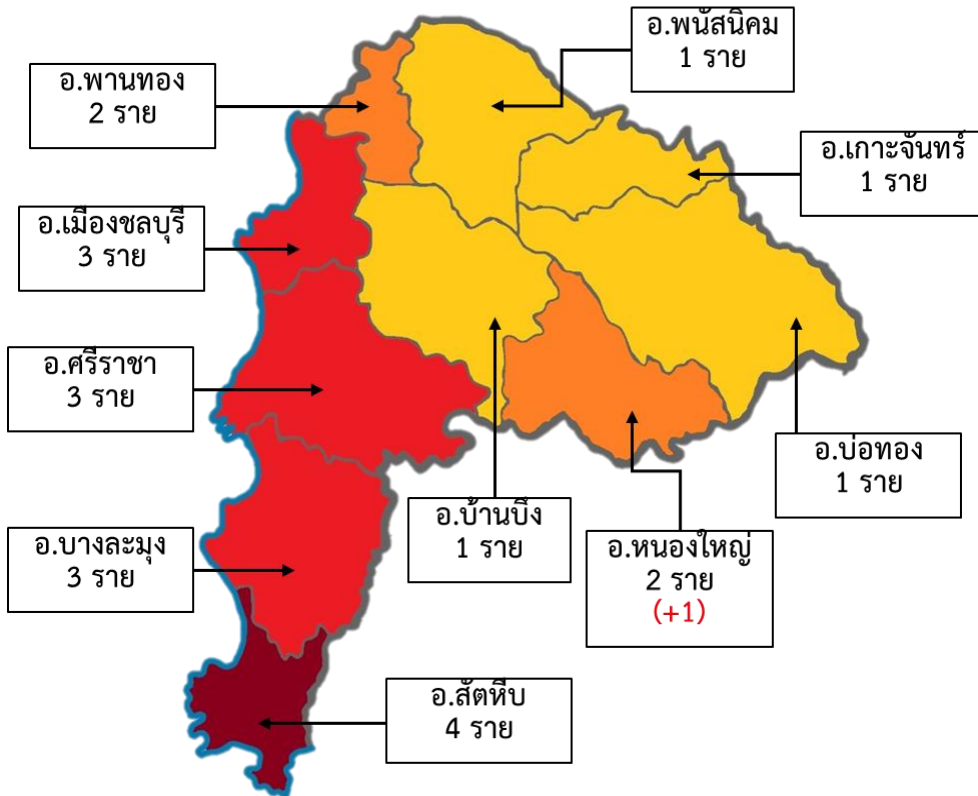 อ.พนัสนิคม
1 ราย
อ.พานทอง
2 ราย
อ.เกาะจันทร์
1 ราย
อ.เมืองชลบุรี
3 ราย
อ.ศรีราชา
3 ราย
อ.บ่อทอง
1 ราย
อ.บ้านบึง
1 ราย
อ.หนองใหญ่
2 ราย
(+1)
อ.บางละมุง
3 ราย
อ.สัตหีบ
4 ราย